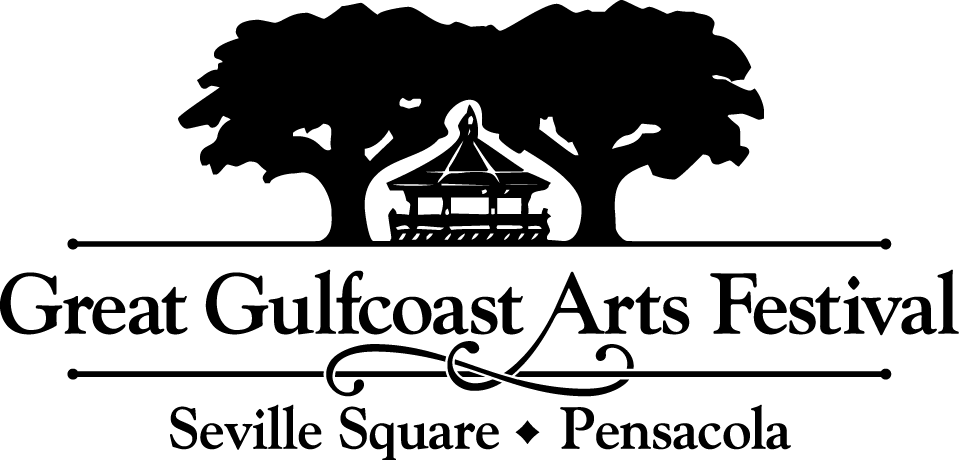 Great Gulfcoast Arts Festival
Seville Square ◆ Pensacola